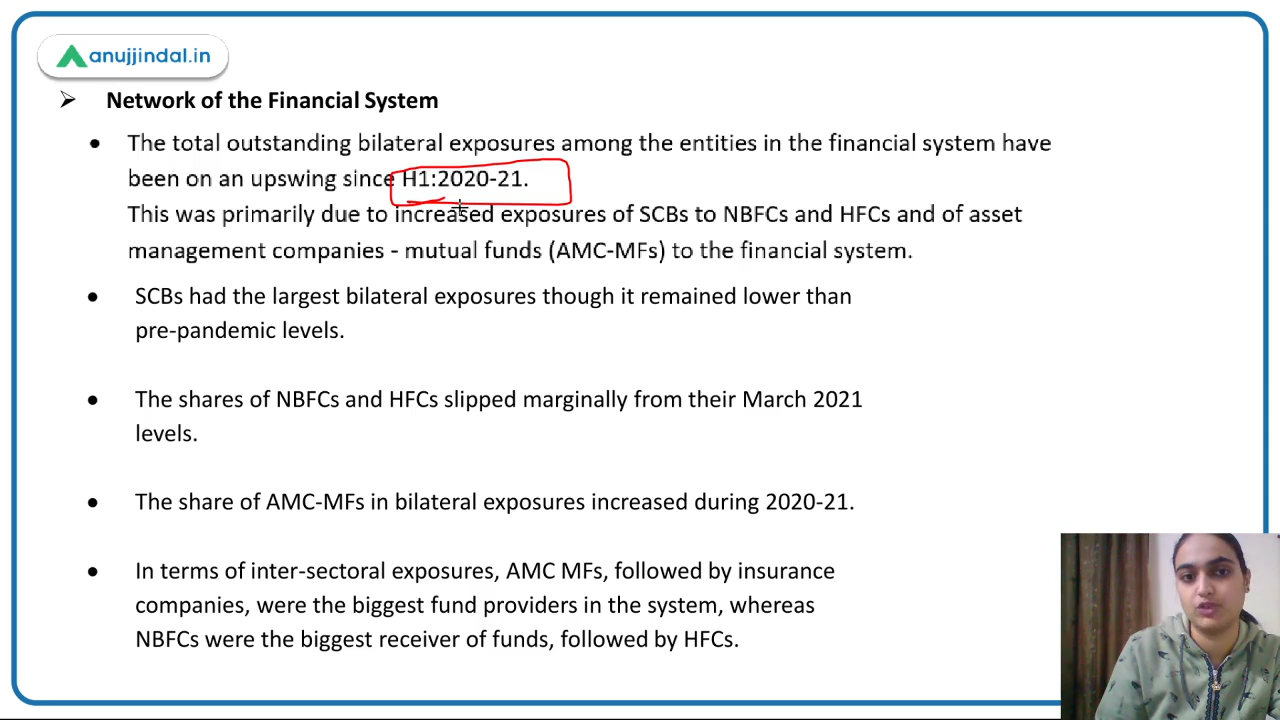 anujjindal.in
➢ Network of the Financial System
• The total outstanding bilateral exposures among the entities in the financial system have
been on an upswing since H1:2020-21.
This was primarily due to increased exposures of SCBs to NBFCs and HFCs and of asset
management companies - mutual funds (AMC-MFs) to the financial system.
• SCBs had the largest bilateral exposures though it remained lower than
pre-pandemic levels.
• The shares of NBFCs and HFCs slipped marginally from their March 2021
levels.
• The share of AMC-MFs in bilateral exposures increased during 2020-21.
• In terms of inter-sectoral exposures, AMC MFs, followed by insurance
companies, were the biggest fund providers in the system, whereas
NBFCs were the biggest receiver of funds, followed by HFCs.